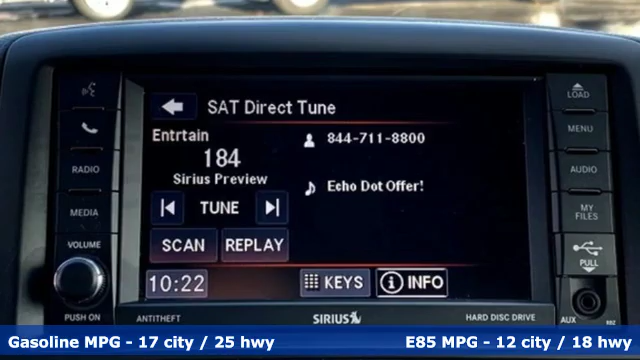 SAT Direct Tune
Entrtain
184
Sirius Preview
844-711-8800
Echo Dot Offer!
TUNE
SCAN
REPLAY
10:22
KEYS
INFO
RADIO
MEDIA
VOLUME
PUSH ON
LOAD
MENU
AUDIO
MY
FILES
PULL
AUX
ANTITHEFT
SIRIUS
HARD DISC DRIVE
Gasoline MPG - 17 city / 25 hwy
E85 MPG - 12 city / 18 hwy